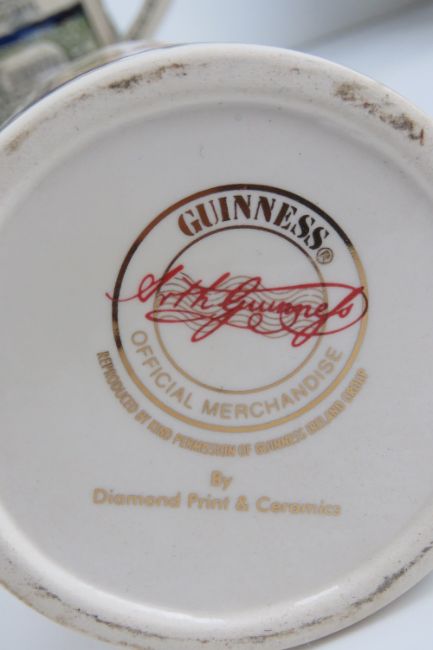 GUINNESS®
Arth Guinness
OFFICIAL MERCHANDISE
REPRODUCED BY KIND PERMISSION OF GUINNESS IRELAND GROUP
By
Diamond Print & Ceramics